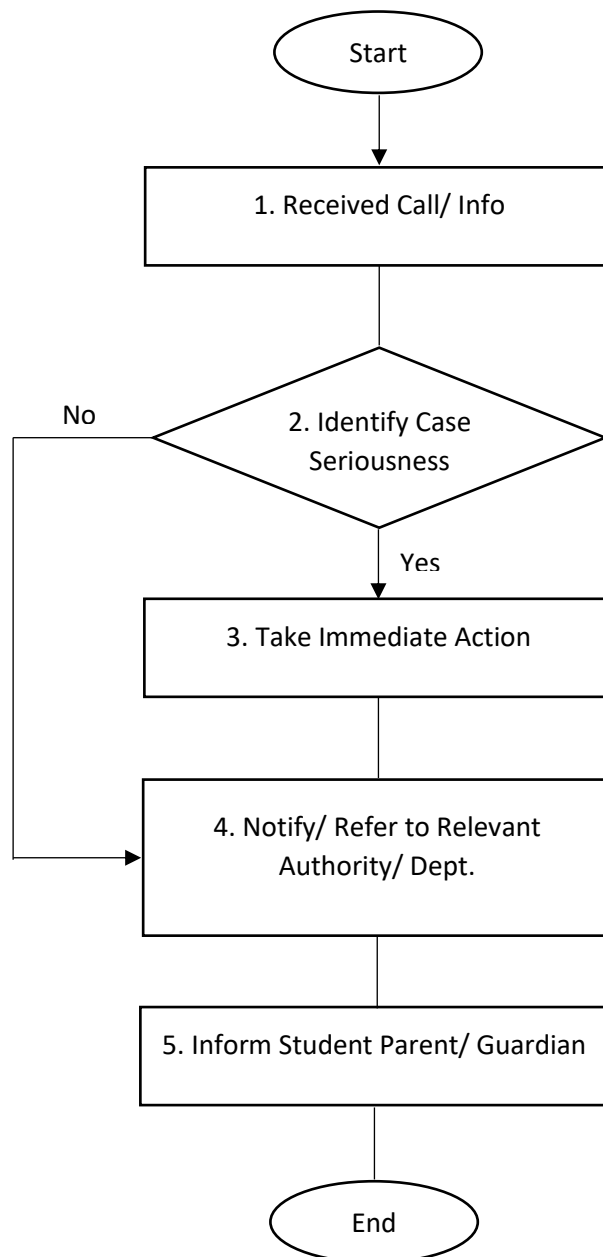 Start
1. Received Call/ Info
No
2. Identify Case
Seriousness
Yes
3. Take Immediate Action
4. Notify/ Refer to Relevant
Authority/ Dept.
5. Inform Student Parent/ Guardian
End